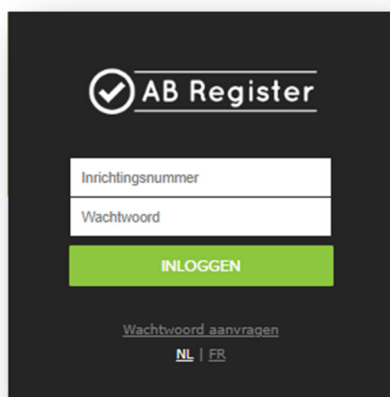 AB Register
Inrichtingsnummer
Wachtwoord
INLOGGEN
Wachtwoord aanvragen
NL | FR